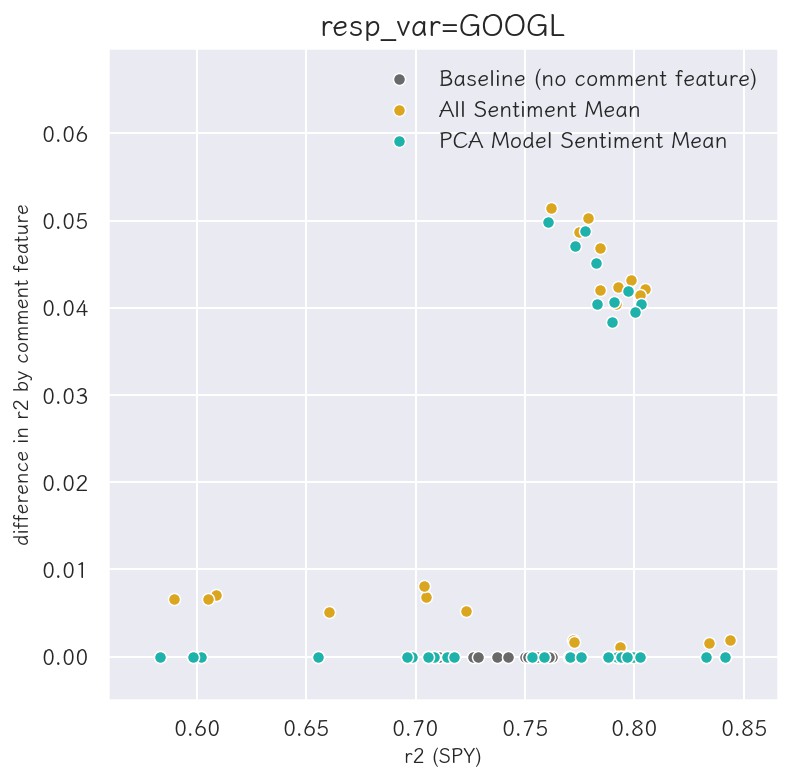 resp_var=GOOGL
Baseline (no comment feature)
All Sentiment Mean
PCA Model Sentiment Mean
difference in r2 by comment feature
0.06
0.05
0.04
0.03
0.02
0.01
0.00
0.60 0.65 0.70 0.75 0.80 0.85
r2 (SPY)